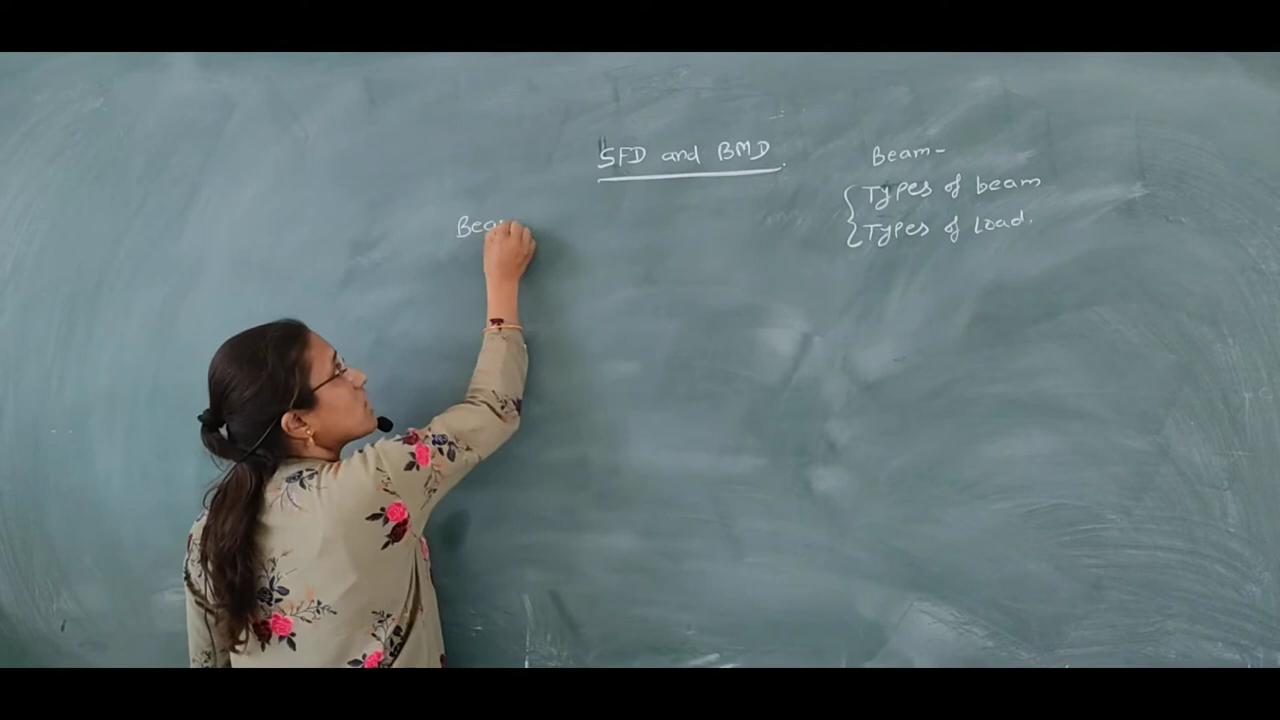 SFD and BMD.
Beam-
Types of beam
Types of load.